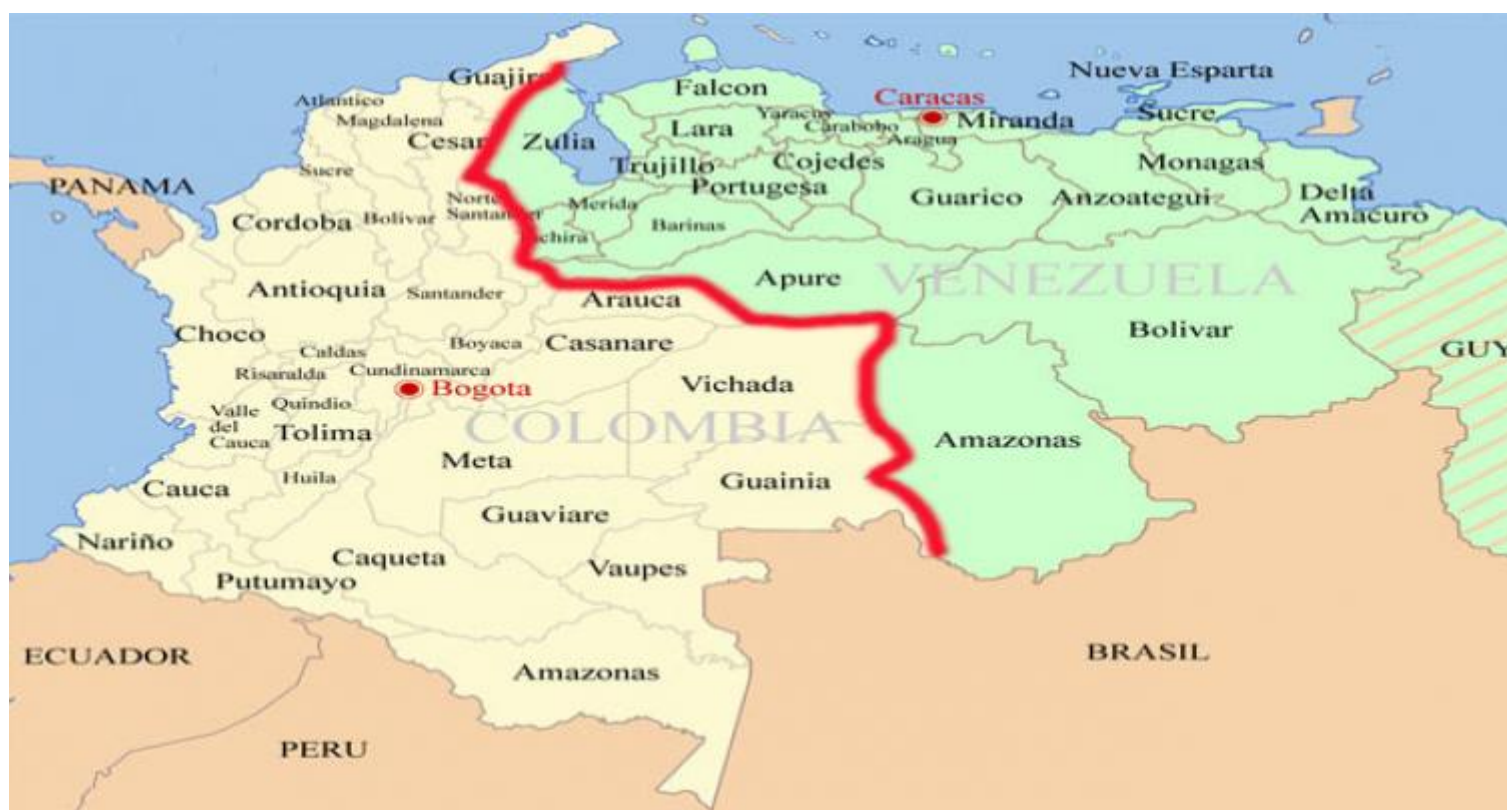 Nueva Esparta
Guajira
Falcon
Caracas
Sucre
Atlantico
Magdalena
Yaracuy
Carabobo
Miranda
Lara
Aragua
Cesar
Zulia
Trujillo
Cojedes
Monagas
Sucre
PANAMA
Portugesa
Guarico
Anzoategui
Delta
Amacuro
Norte
Santander
Merida
Cordoba
Bolivar
Barinas
chira
Apure
VENEZUELA
Antioquia
Santander
Arauca
Bolivar
Choco
Boyaca
Casanare
Caldas
GUY
Risaralda
Cundinamarca
Bogota
Vichada
Valle
del
Cauca
Quindio
Tolima
COLOMBIA
Amazonas
Meta
Huila
Guainia
Cauca
Guaviare
Nariño
Caqueta
Vaupes
Putumayo
ECUADOR
BRASIL
Amazonas
PERU